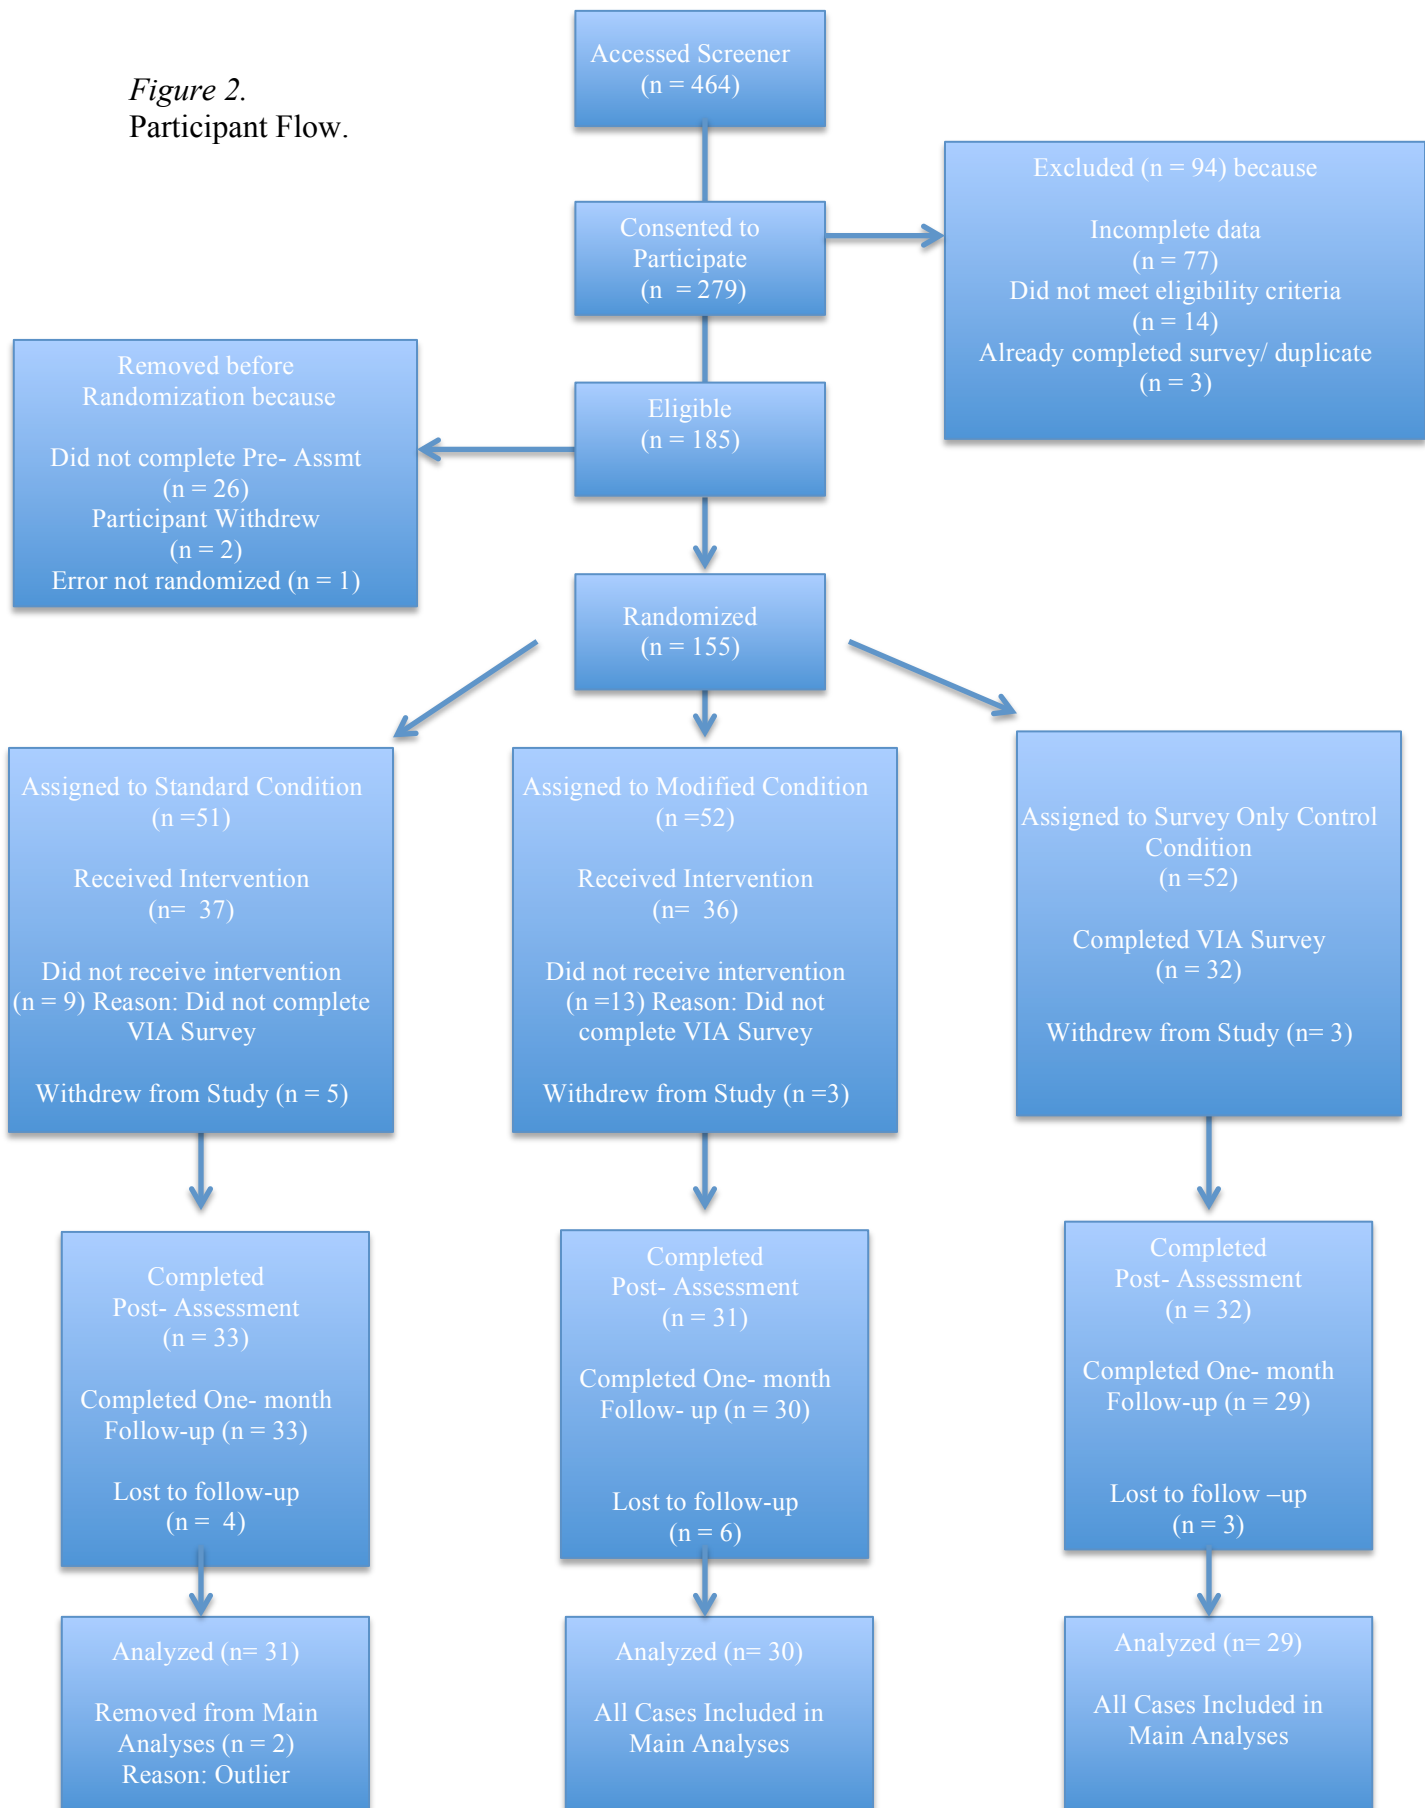 Figure 2.
Participant Flow.
Accessed Screener
(n = 464)
Consented to
Participate
(n = 279)
Excluded (n = 94) because
Incomplete data
(n = 77)
Did not meet eligibility criteria
(n = 14)
Already completed survey/ duplicate
(n = 3)
Eligible
(n = 185)
Removed before
Randomization because
Did not complete Pre- Assmt
(n = 26)
Participant Withdrew
(n = 2)
Error not randomized (n = 1)
Randomized
(n = 155)
Assigned to Standard Condition
(n =51)
Received Intervention
(n= 37)
Did not receive intervention
(n = 9) Reason: Did not complete
VIA Survey
Withdrew from Study (n = 5)
Assigned to Modified Condition
(n =52)
Received Intervention
(n= 36)
Did not receive intervention
(n =13) Reason: Did not
complete VIA Survey
Withdrew from Study (n =3)
Assigned to Survey Only Control
Condition
(n =52)
Completed VIA Survey
(n = 32)
Withdrew from Study (n= 3)
Completed
Post- Assessment
(n = 33)
Completed One- month
Follow-up (n = 33)
Lost to follow-up
(n = 4)
Completed
Post- Assessment
(n = 31)
Completed One- month
Follow- up (n = 30)
Lost to follow-up
(n = 6)
Completed
Post- Assessment
(n = 32)
Completed One- month
Follow-up (n = 29)
Lost to follow –up
(n = 3)
Analyzed (n= 31)
Removed from Main
Analyses (n = 2)
Reason: Outlier
Analyzed (n= 30)
All Cases Included in
Main Analyses
Analyzed (n= 29)
All Cases Included in
Main Analyses